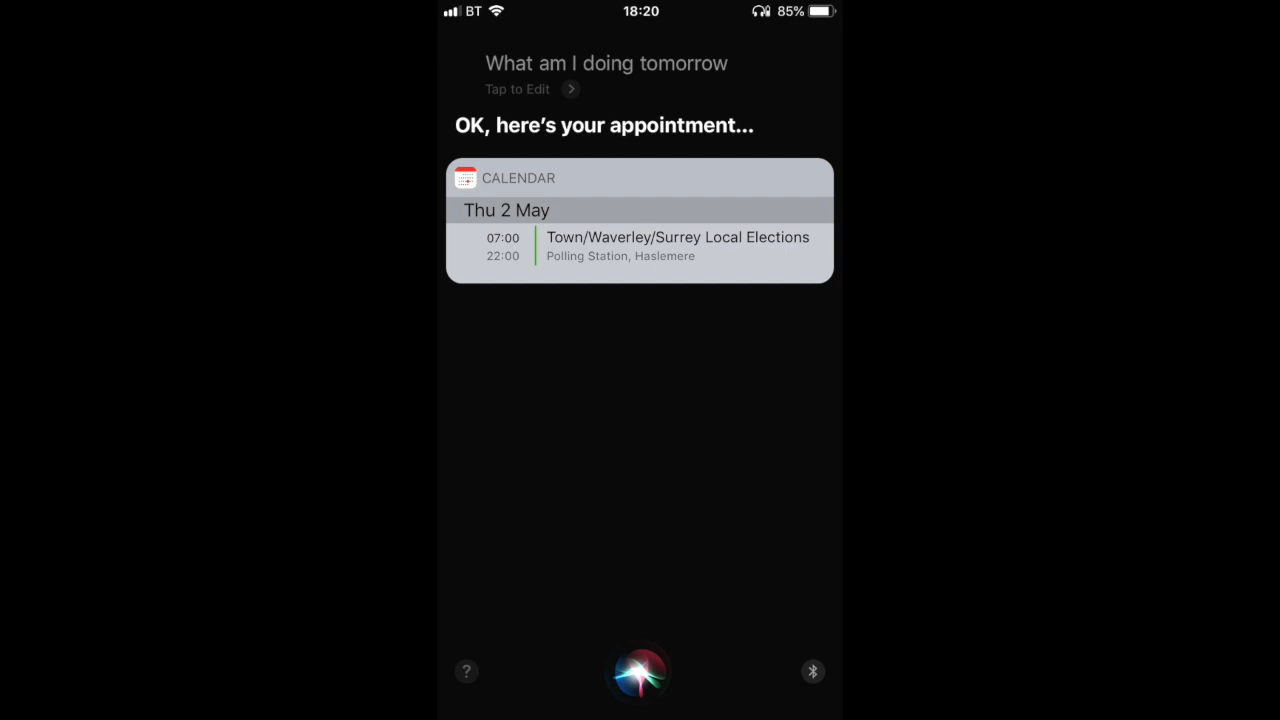 BT 18:20 85%
What am I doing tomorrow
Tap to Edit
OK, here's your appointment...
CALENDAR
Thu 2 May
07:00 Town/Waverley/Surrey Local Elections
22:00 Polling Station, Haslemere
?